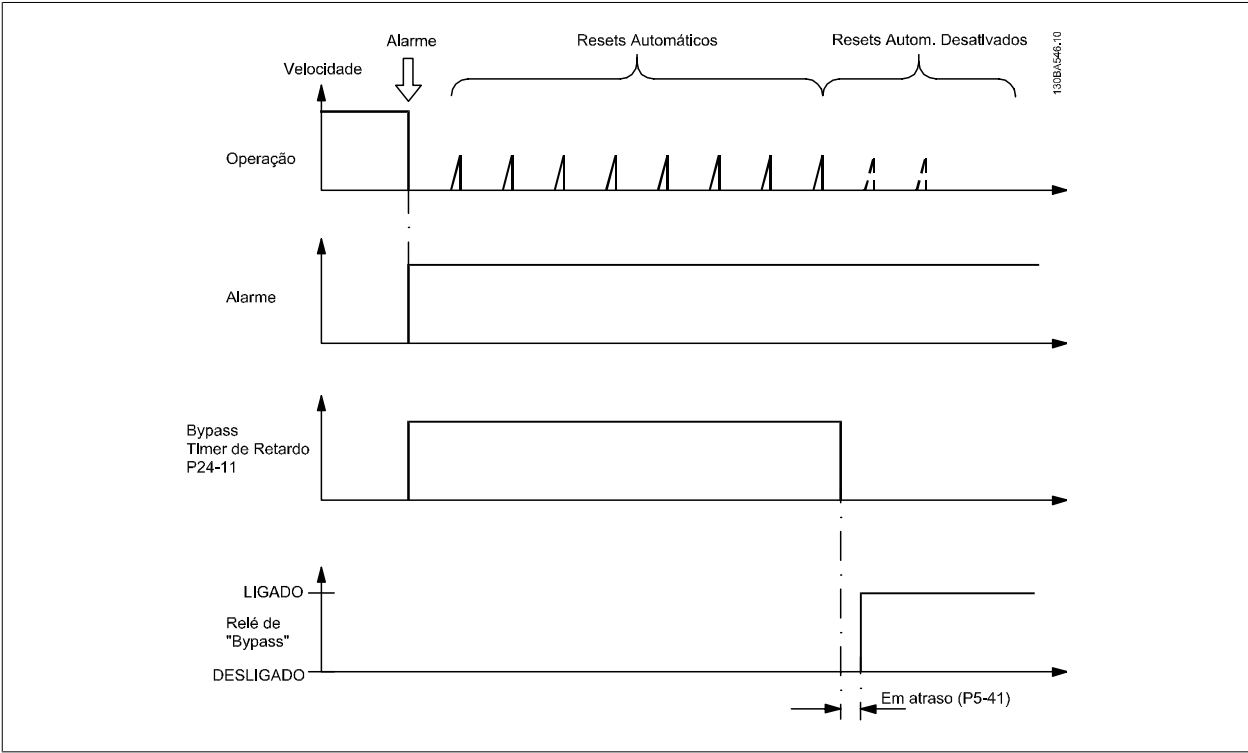 Alarme
Resets Automáticos
Resets Autom. Desativados
130BA546.10
Velocidade
Operação
Alarme
Bypass
TImer de Retardo
P24-11
LIGADO
Relé de
"Bypass"
DESLIGADO
Em atraso (P5-41)